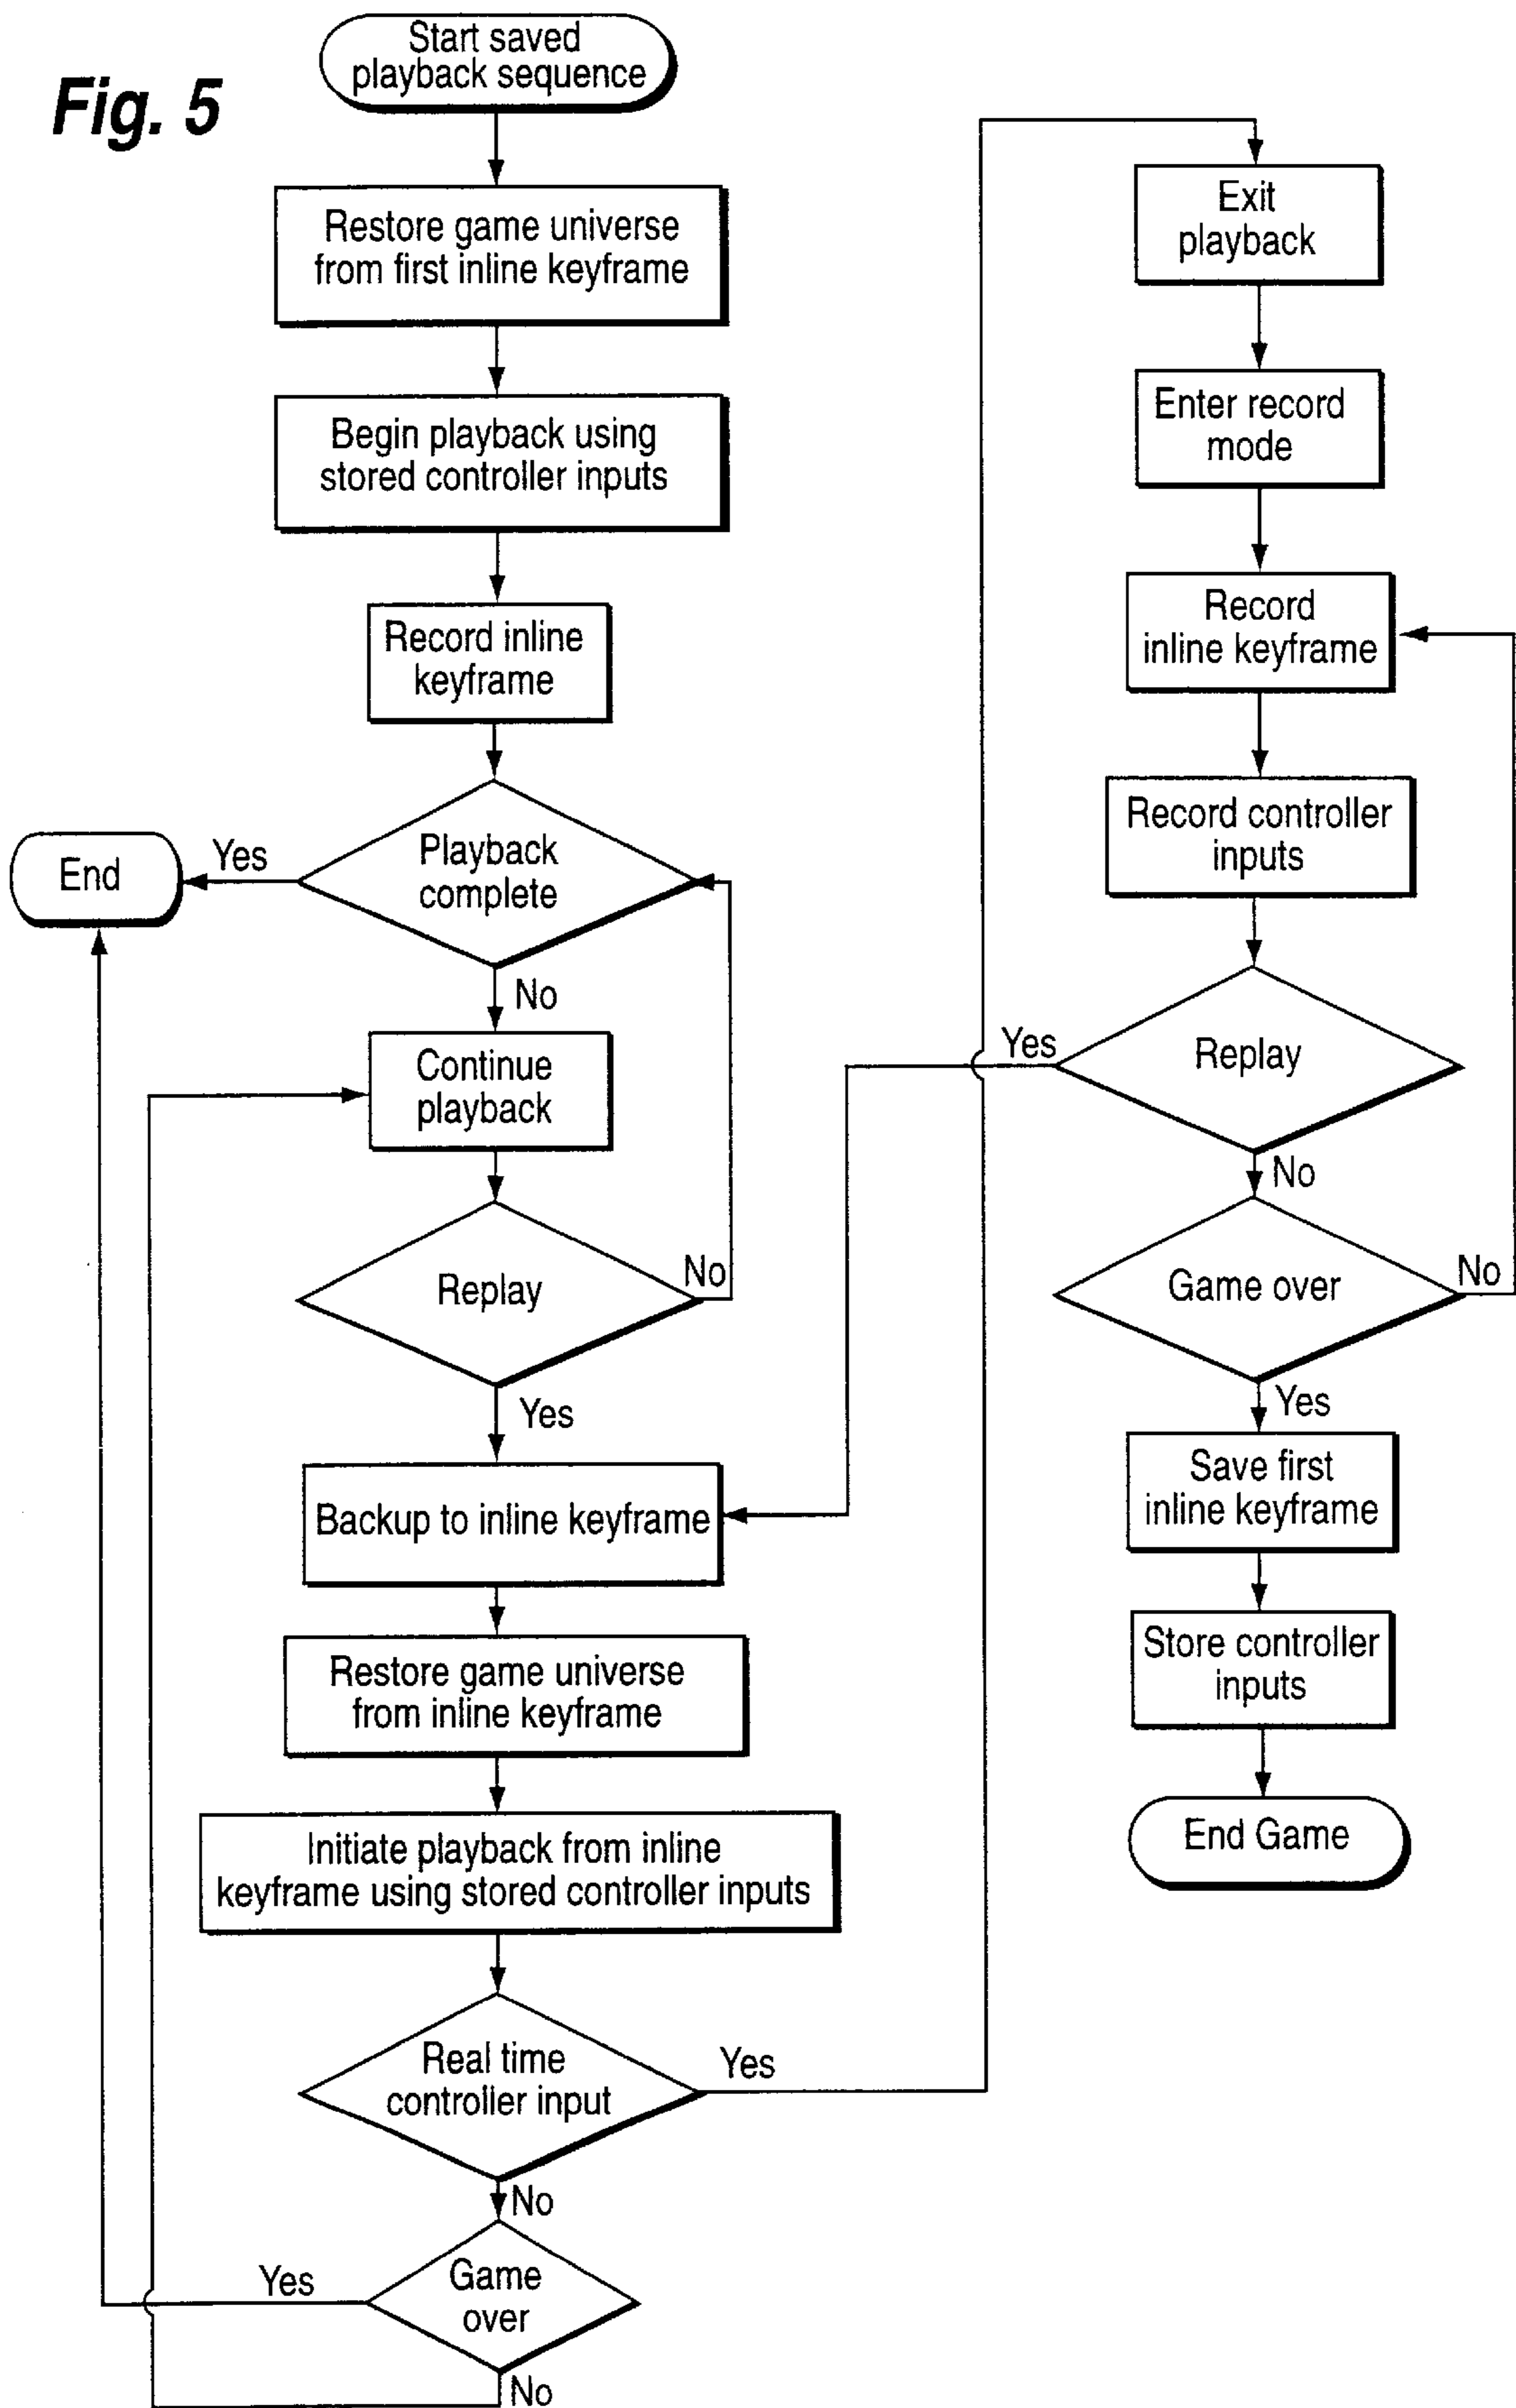 Fig. 5
Start saved
playback sequence
Restore game universe
from first inline keyframe
Begin playback using
stored controller inputs
Record inline
keyframe
Playback
complete
Yes
End
No
Continue
playback
Replay
No
Yes
Backup to inline keyframe
Restore game universe
from inline keyframe
Initiate playback from inline
keyframe using stored controller inputs
Real time
controller input
Yes
No
Game
over
Yes
No
Exit
playback
Enter record
mode
Record
inline keyframe
Record controller
inputs
Replay
Yes
No
Game over
No
Yes
Save first
inline keyframe
Store controller
inputs
End Game